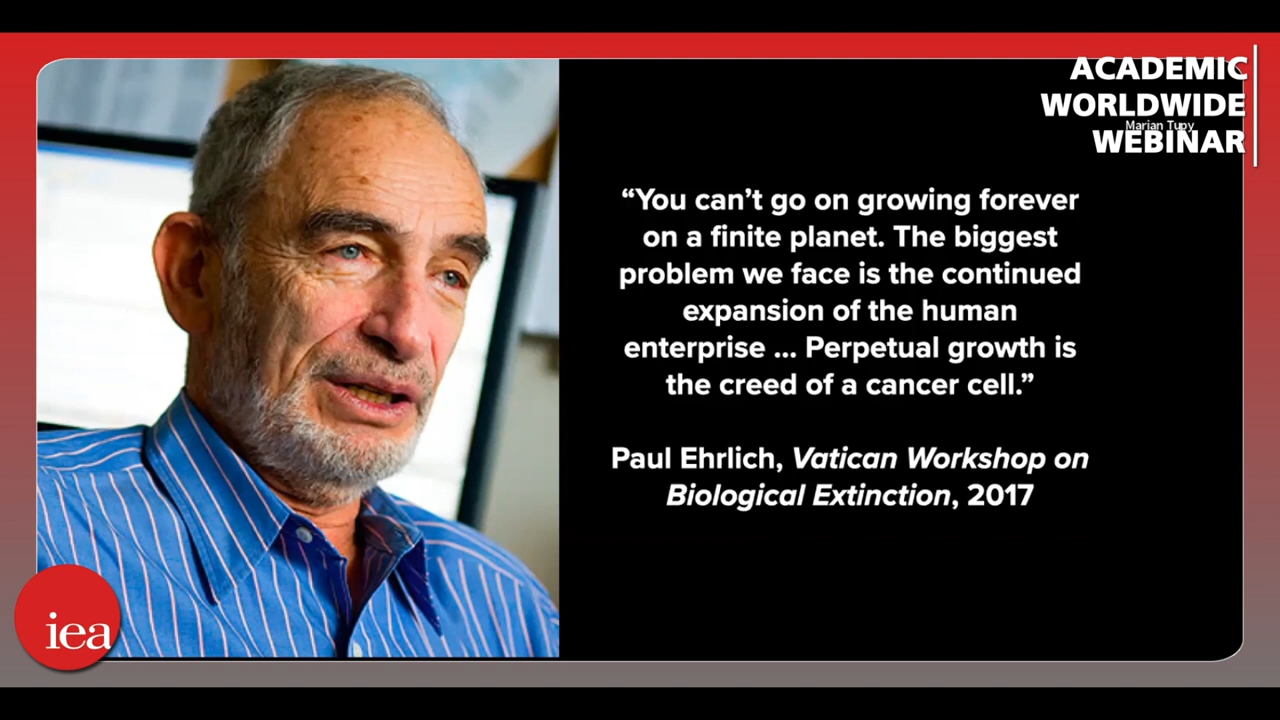 ACADEMIC
WORLDWIDE
Marian Tupy
WEBINAR
“You can’t go on growing forever
on a finite planet. The biggest
problem we face is the continued
expansion of the human
enterprise ... Perpetual growth is
the creed of a cancer cell.”
Paul Ehrlich, Vatican Workshop on
Biological Extinction, 2017
iea